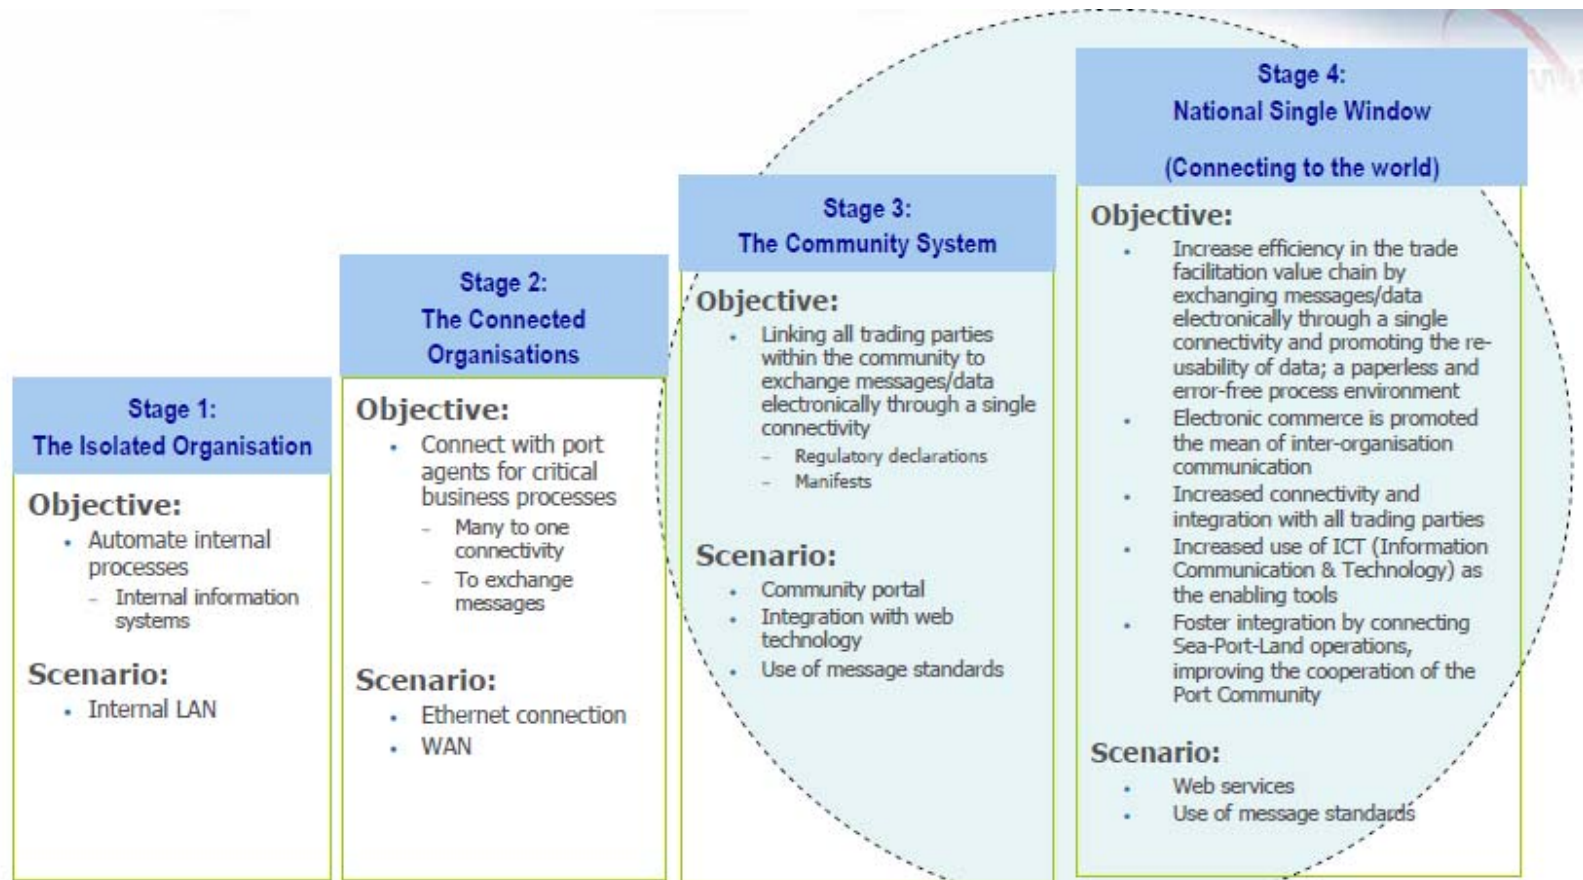 Stage 1:
The Isolated Organisation
Objective:
• Automate internal
processes
- Internal information
systems
Scenario:
• Internal LAN
Stage 2:
The Connected
Organisations
Objective:
• Connect with port
agents for critical
business processes
- Many to one
connectivity
- To exchange
messages
Scenario:
• Ethernet connection
• WAN
Stage 3:
The Community System
Objective:
• Linking all trading parties
within the community to
exchange messages/data
electronically through a single
connectivity
- Regulatory declarations
- Manifests
Scenario:
• Community portal
• Integration with web
technology
• Use of message standards
Stage 4:
National Single Window
(Connecting to the world)
Objective:
• Increase efficiency in the trade
facilitation value chain by
exchanging messages/data
electronically through a single
connectivity and promoting the re-
usability of data; a paperless and
error-free process environment
• Electronic commerce is promoted
the mean of inter-organisation
communication
• Increased connectivity and
integration with all trading parties
• Increased use of ICT (Information
Communication & Technology) as
the enabling tools
• Foster integration by connecting
Sea-Port-Land operations,
improving the cooperation of the
Port Community
Scenario:
• Web services
• Use of message standards